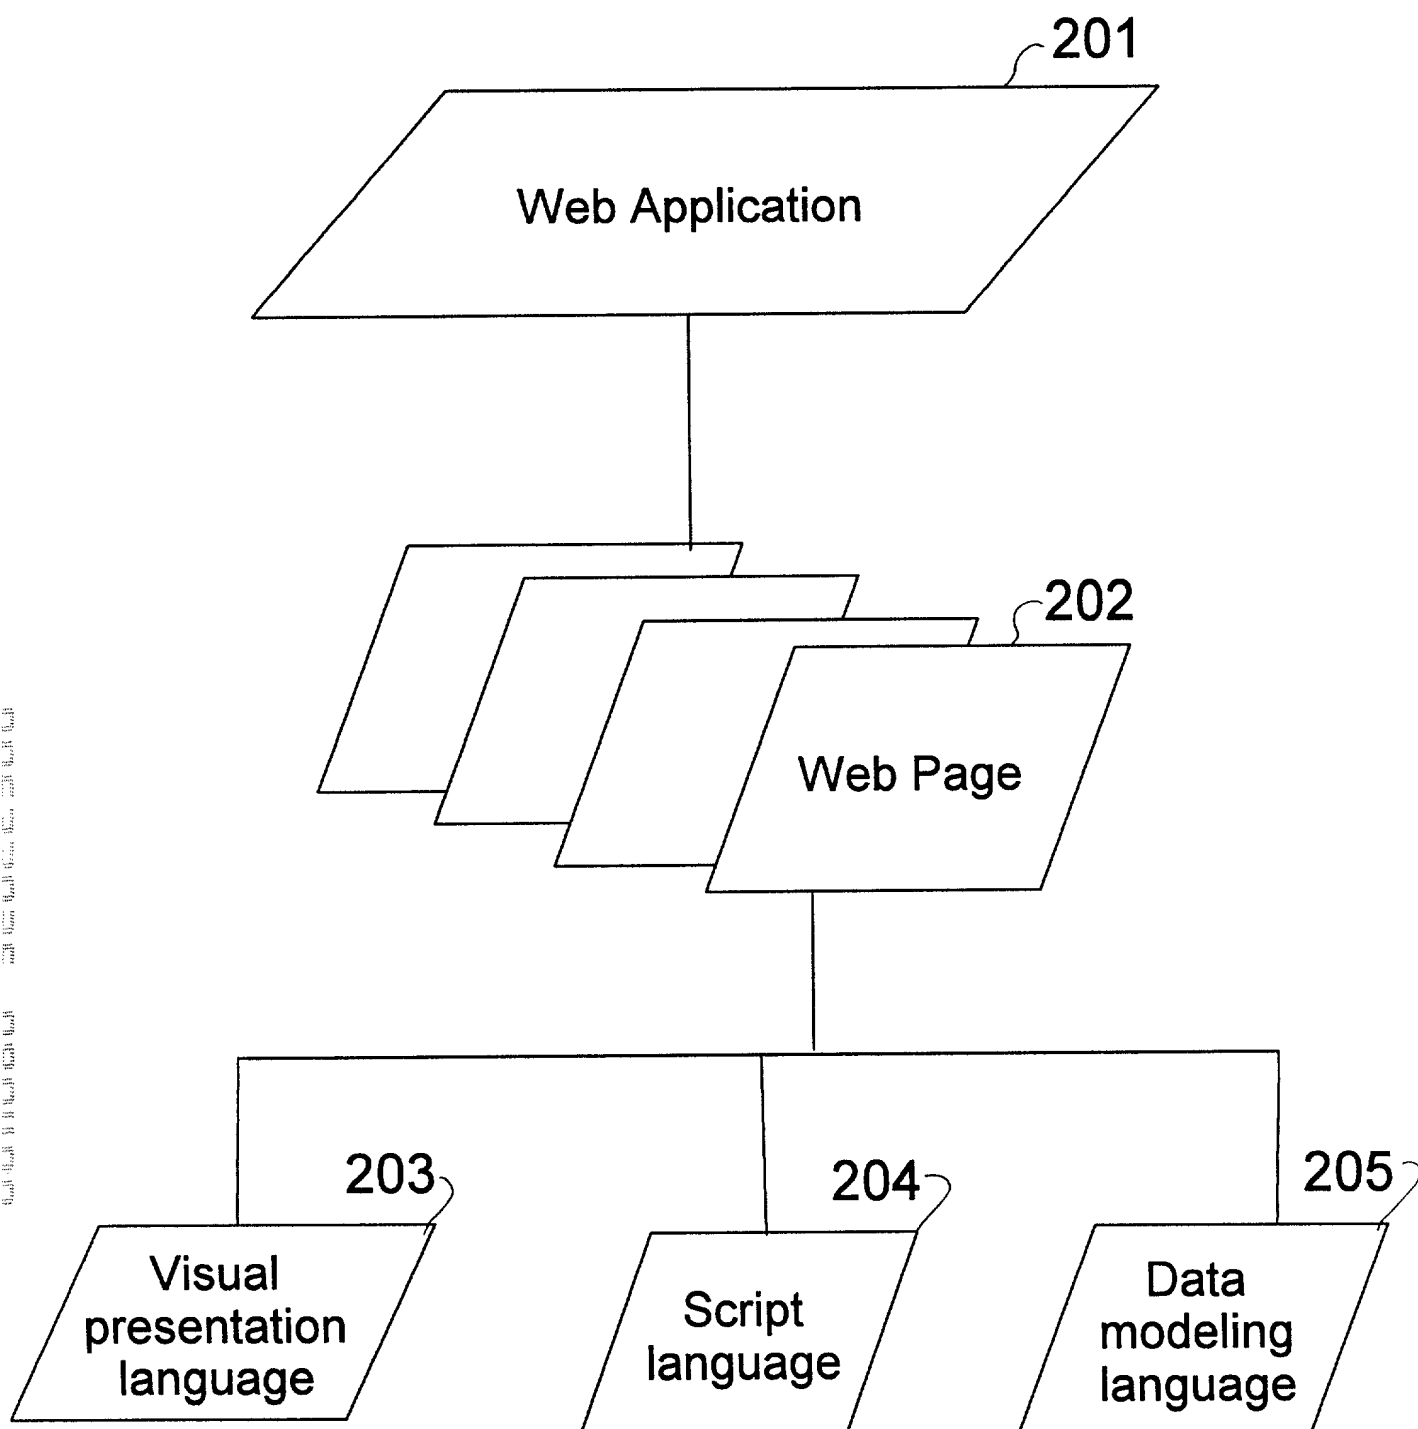 201
Web Application
202
Web Page
203
204
205
Visual
presentation
language
Script
language
Data
modeling
language